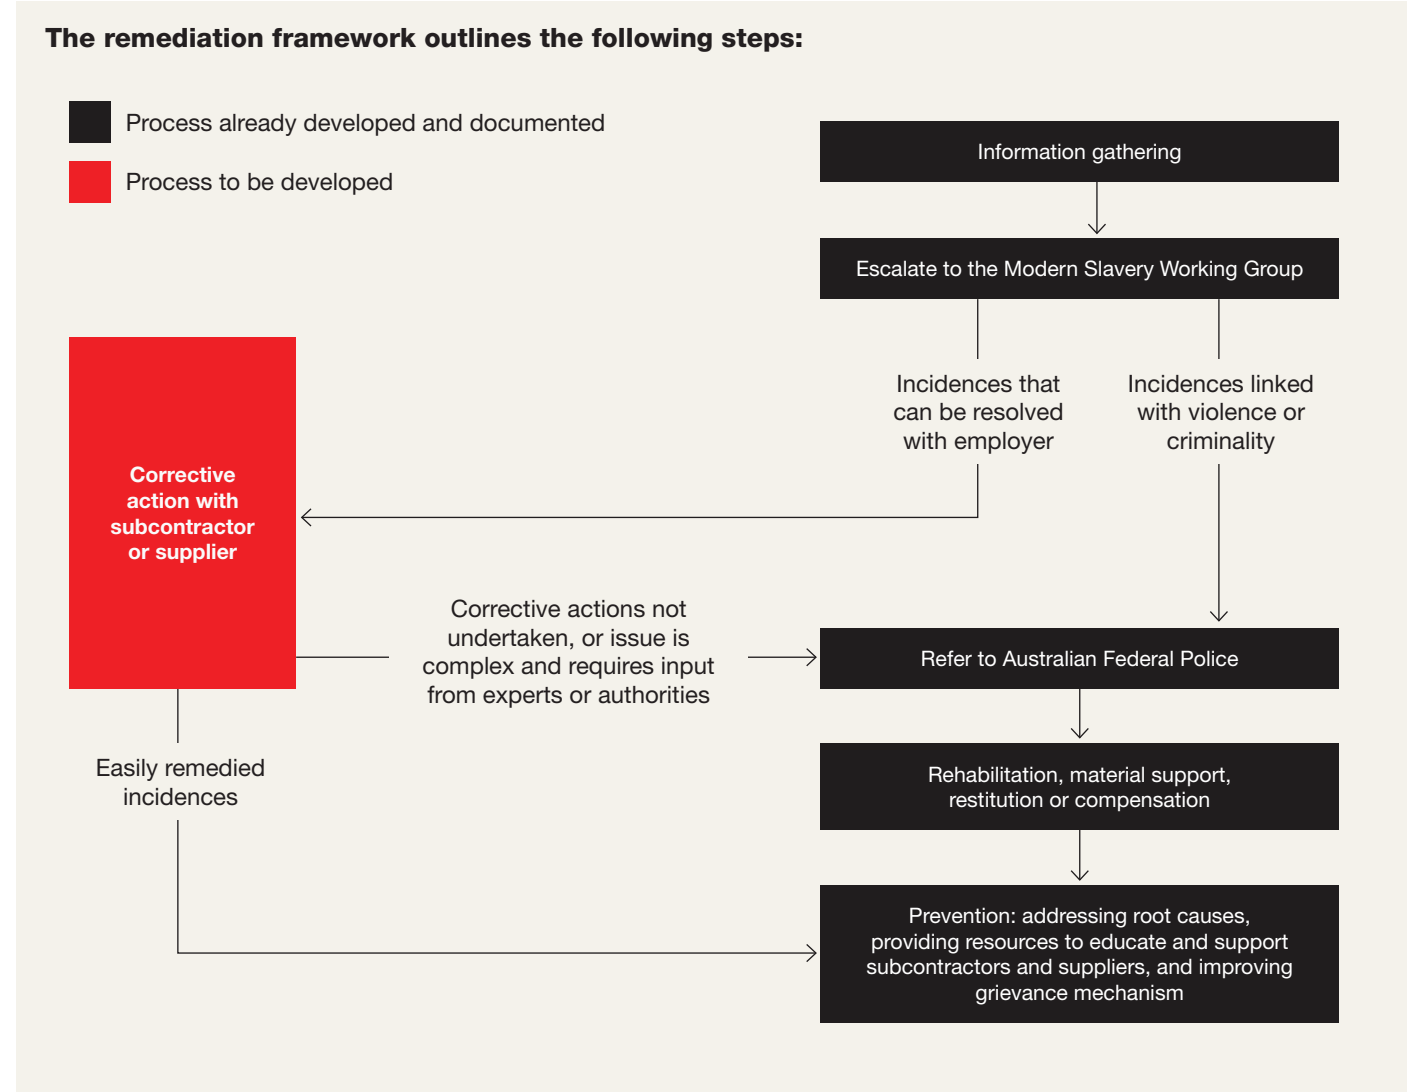 The remediation framework outlines the following steps:
Process already developed and documented
Process to be developed
Information gathering
Escalate to the Modern Slavery Working Group
Incidences that
can be resolved
with employer
Incidences linked
with violence or
criminality
Corrective
action with
subcontractor
or supplier
Corrective actions not
undertaken, or issue is
complex and requires input
from experts or authorities
Refer to Australian Federal Police
Easily remedied
incidences
Rehabilitation, material support,
restitution or compensation
Prevention: addressing root causes,
providing resources to educate and support
subcontractors and suppliers, and improving
grievance mechanism